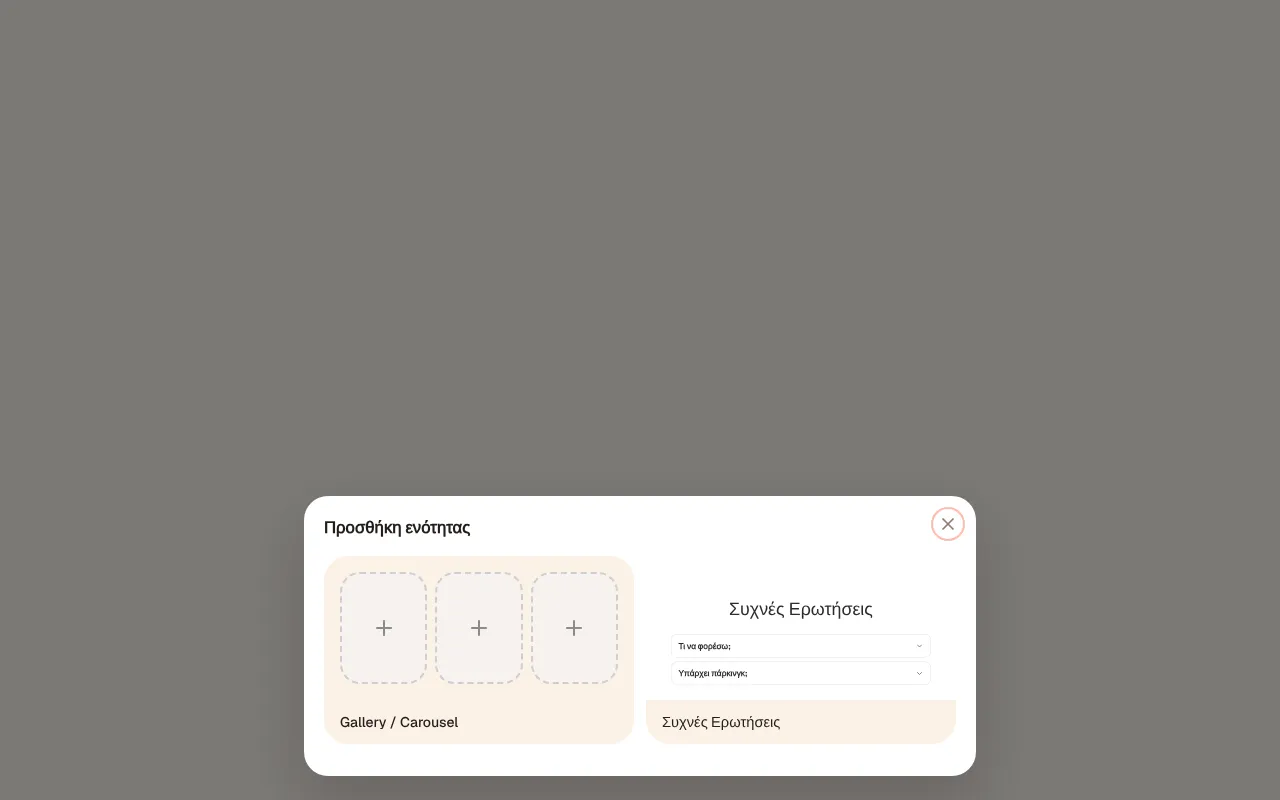 Προσθήκη ενότητας
Gallery / Carousel
Συχνές Ερωτήσεις
Τι να φορέσω;
Υπάρχει πάρκινγκ;
Συχνές Ερωτήσεις